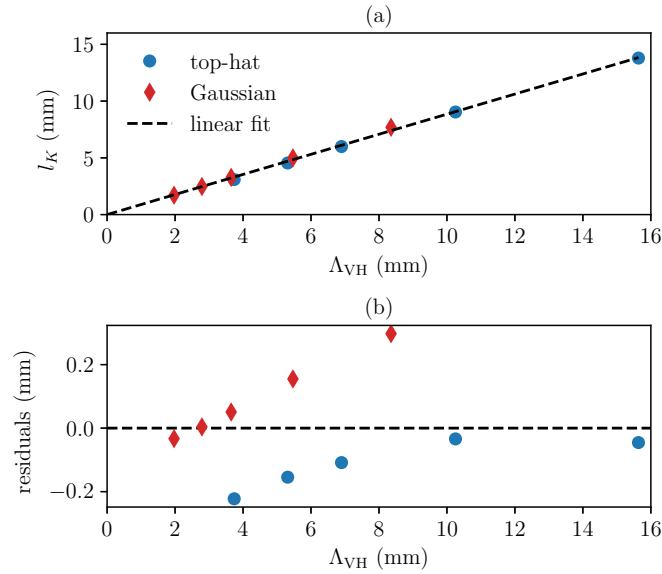 (a)
15
10
5
0
l_K (mm)
top-hat
Gaussian
linear fit
0 2 4 6 8 10 12 14 16
Λ_VH (mm)
(b)
0.2
0.0
−0.2
residuals (mm)
0 2 4 6 8 10 12 14 16
Λ_VH (mm)